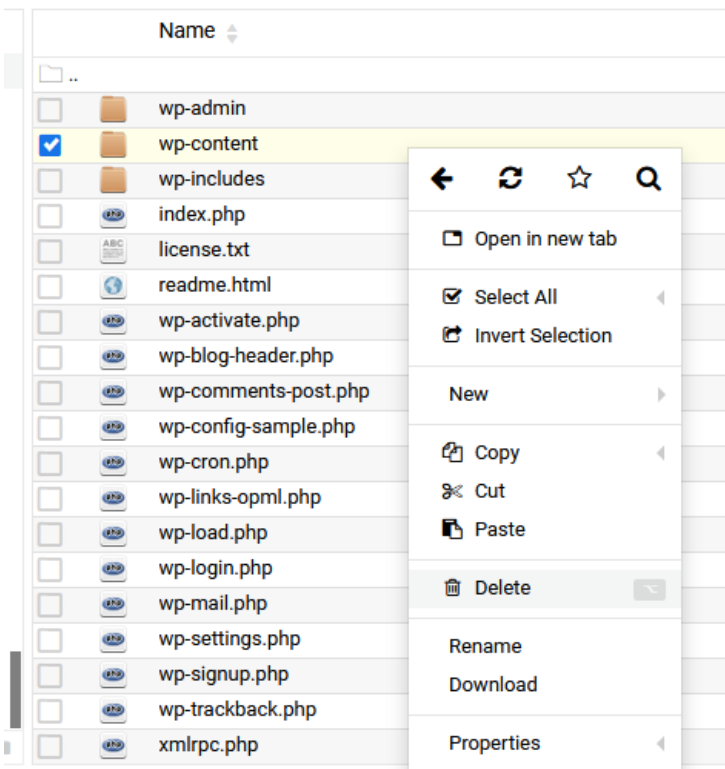 Name
..
wp-admin
wp-content
wp-includes
index.php
license.txt
readme.html
wp-activate.php
wp-blog-header.php
wp-comments-post.php
wp-config-sample.php
wp-cron.php
wp-links-opml.php
wp-load.php
wp-login.php
wp-mail.php
wp-settings.php
wp-signup.php
wp-trackback.php
xmlrpc.php
Open in new tab
Select All
Invert Selection
New
Copy
Cut
Paste
Delete
Rename
Download
Properties